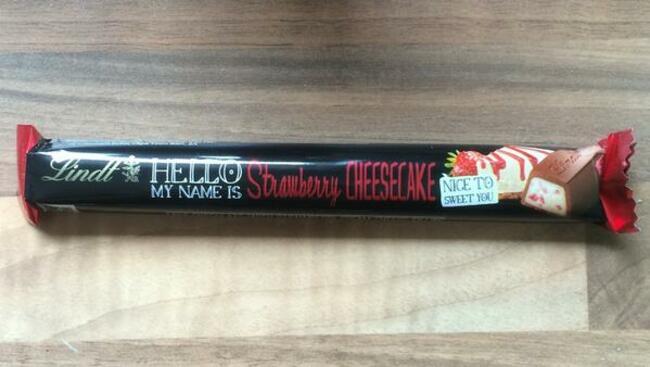 Lindt
HELLO
MY NAME IS
Strawberry CHEESECAKE
NICE TO
SWEET YOU